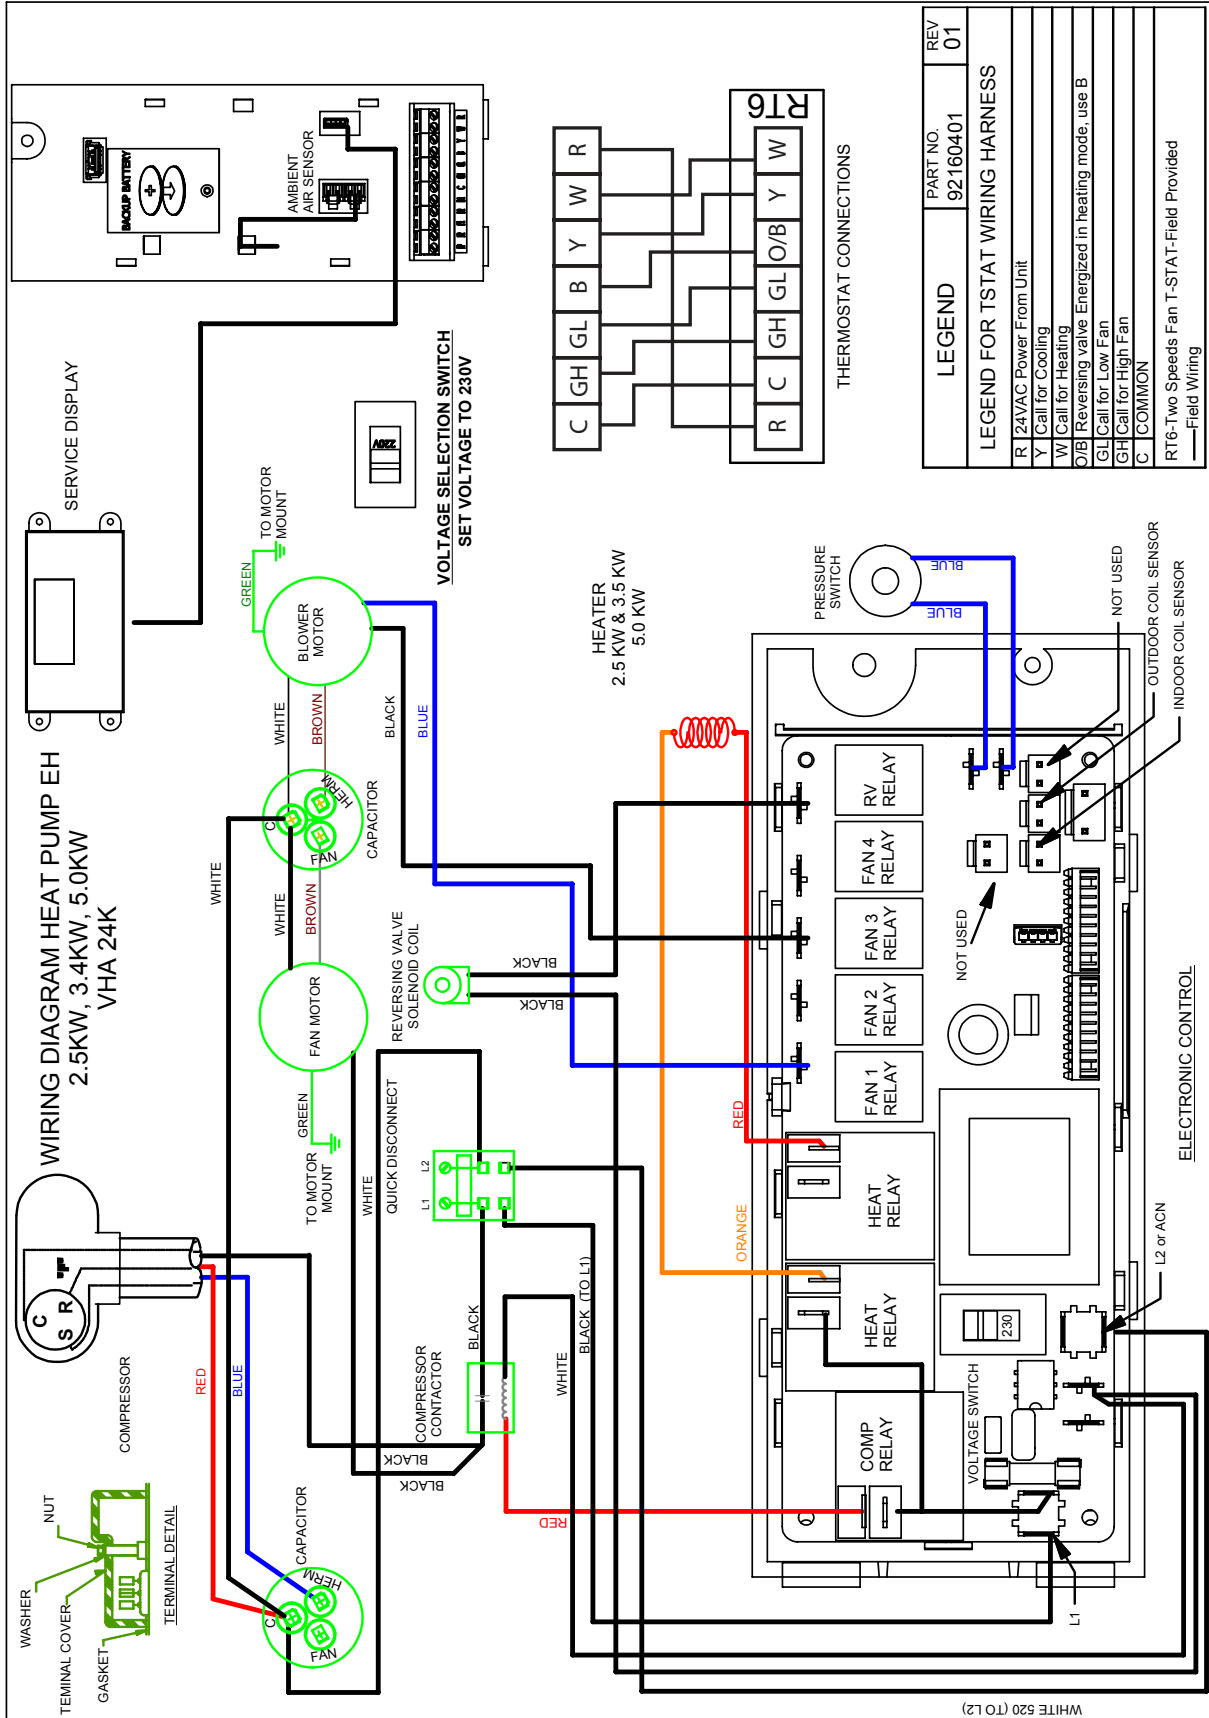 WIRING DIAGRAM HEAT PUMP EH
2.5KW, 3.4KW, 5.0KW
VHA 24K
SERVICE DISPLAY
BACKUP BATTERY
AMBIENT
AIR SENSOR
P R E H N C U G P Y W R
WASHER
NUT
TEMINAL COVER
GASKET
TERMINAL DETAIL
COMPRESSOR
C
S R
RED
BLUE
CAPACITOR
C
HERM
FAN
WHITE
WHITE
BROWN
FAN MOTOR
GREEN
TO MOTOR
MOUNT
CAPACITOR
C
HERM
FAN
WHITE
BROWN
BLOWER
MOTOR
GREEN
TO MOTOR
MOUNT
BLACK
BLUE
220V
VOLTAGE SELECTION SWITCH
SET VOLTAGE TO 230V
REVERSING VALVE
SOLENOID COIL
BLACK
BLACK
WHITE
QUICK DISCONNECT
L1
L2
COMPRESSOR
CONTACTOR
BLACK
BLACK
BLACK
BLACK (TO L1)
WHITE
RED
HEATER
2.5 KW & 3.5 KW
5.0 KW
RED
ORANGE
C
GH
GL
B
Y
W
R
R
C
GH
GL
O/B
Y
W
RT6
THERMOSTAT CONNECTIONS
PRESSURE
SWITCH
BLUE
BLUE
COMP
RELAY
HEAT
RELAY
HEAT
RELAY
FAN 1
RELAY
FAN 2
RELAY
FAN 3
RELAY
FAN 4
RELAY
RV
RELAY
VOLTAGE SWITCH
230
NOT USED
NOT USED
OUTDOOR COIL SENSOR
INDOOR COIL SENSOR
L1
L2 or ACN
ELECTRONIC CONTROL
WHITE 520 (TO L2)
LEGEND
PART NO.
92160401
REV
01
LEGEND FOR TSTAT WIRING HARNESS
R 24VAC Power From Unit
Y Call for Cooling
W Call for Heating
O/B Reversing valve Energized in heating mode, use B
GL Call for Low Fan
GH Call for High Fan
C COMMON
RT6-Two Speeds Fan T-STAT-Field Provided
Field Wiring